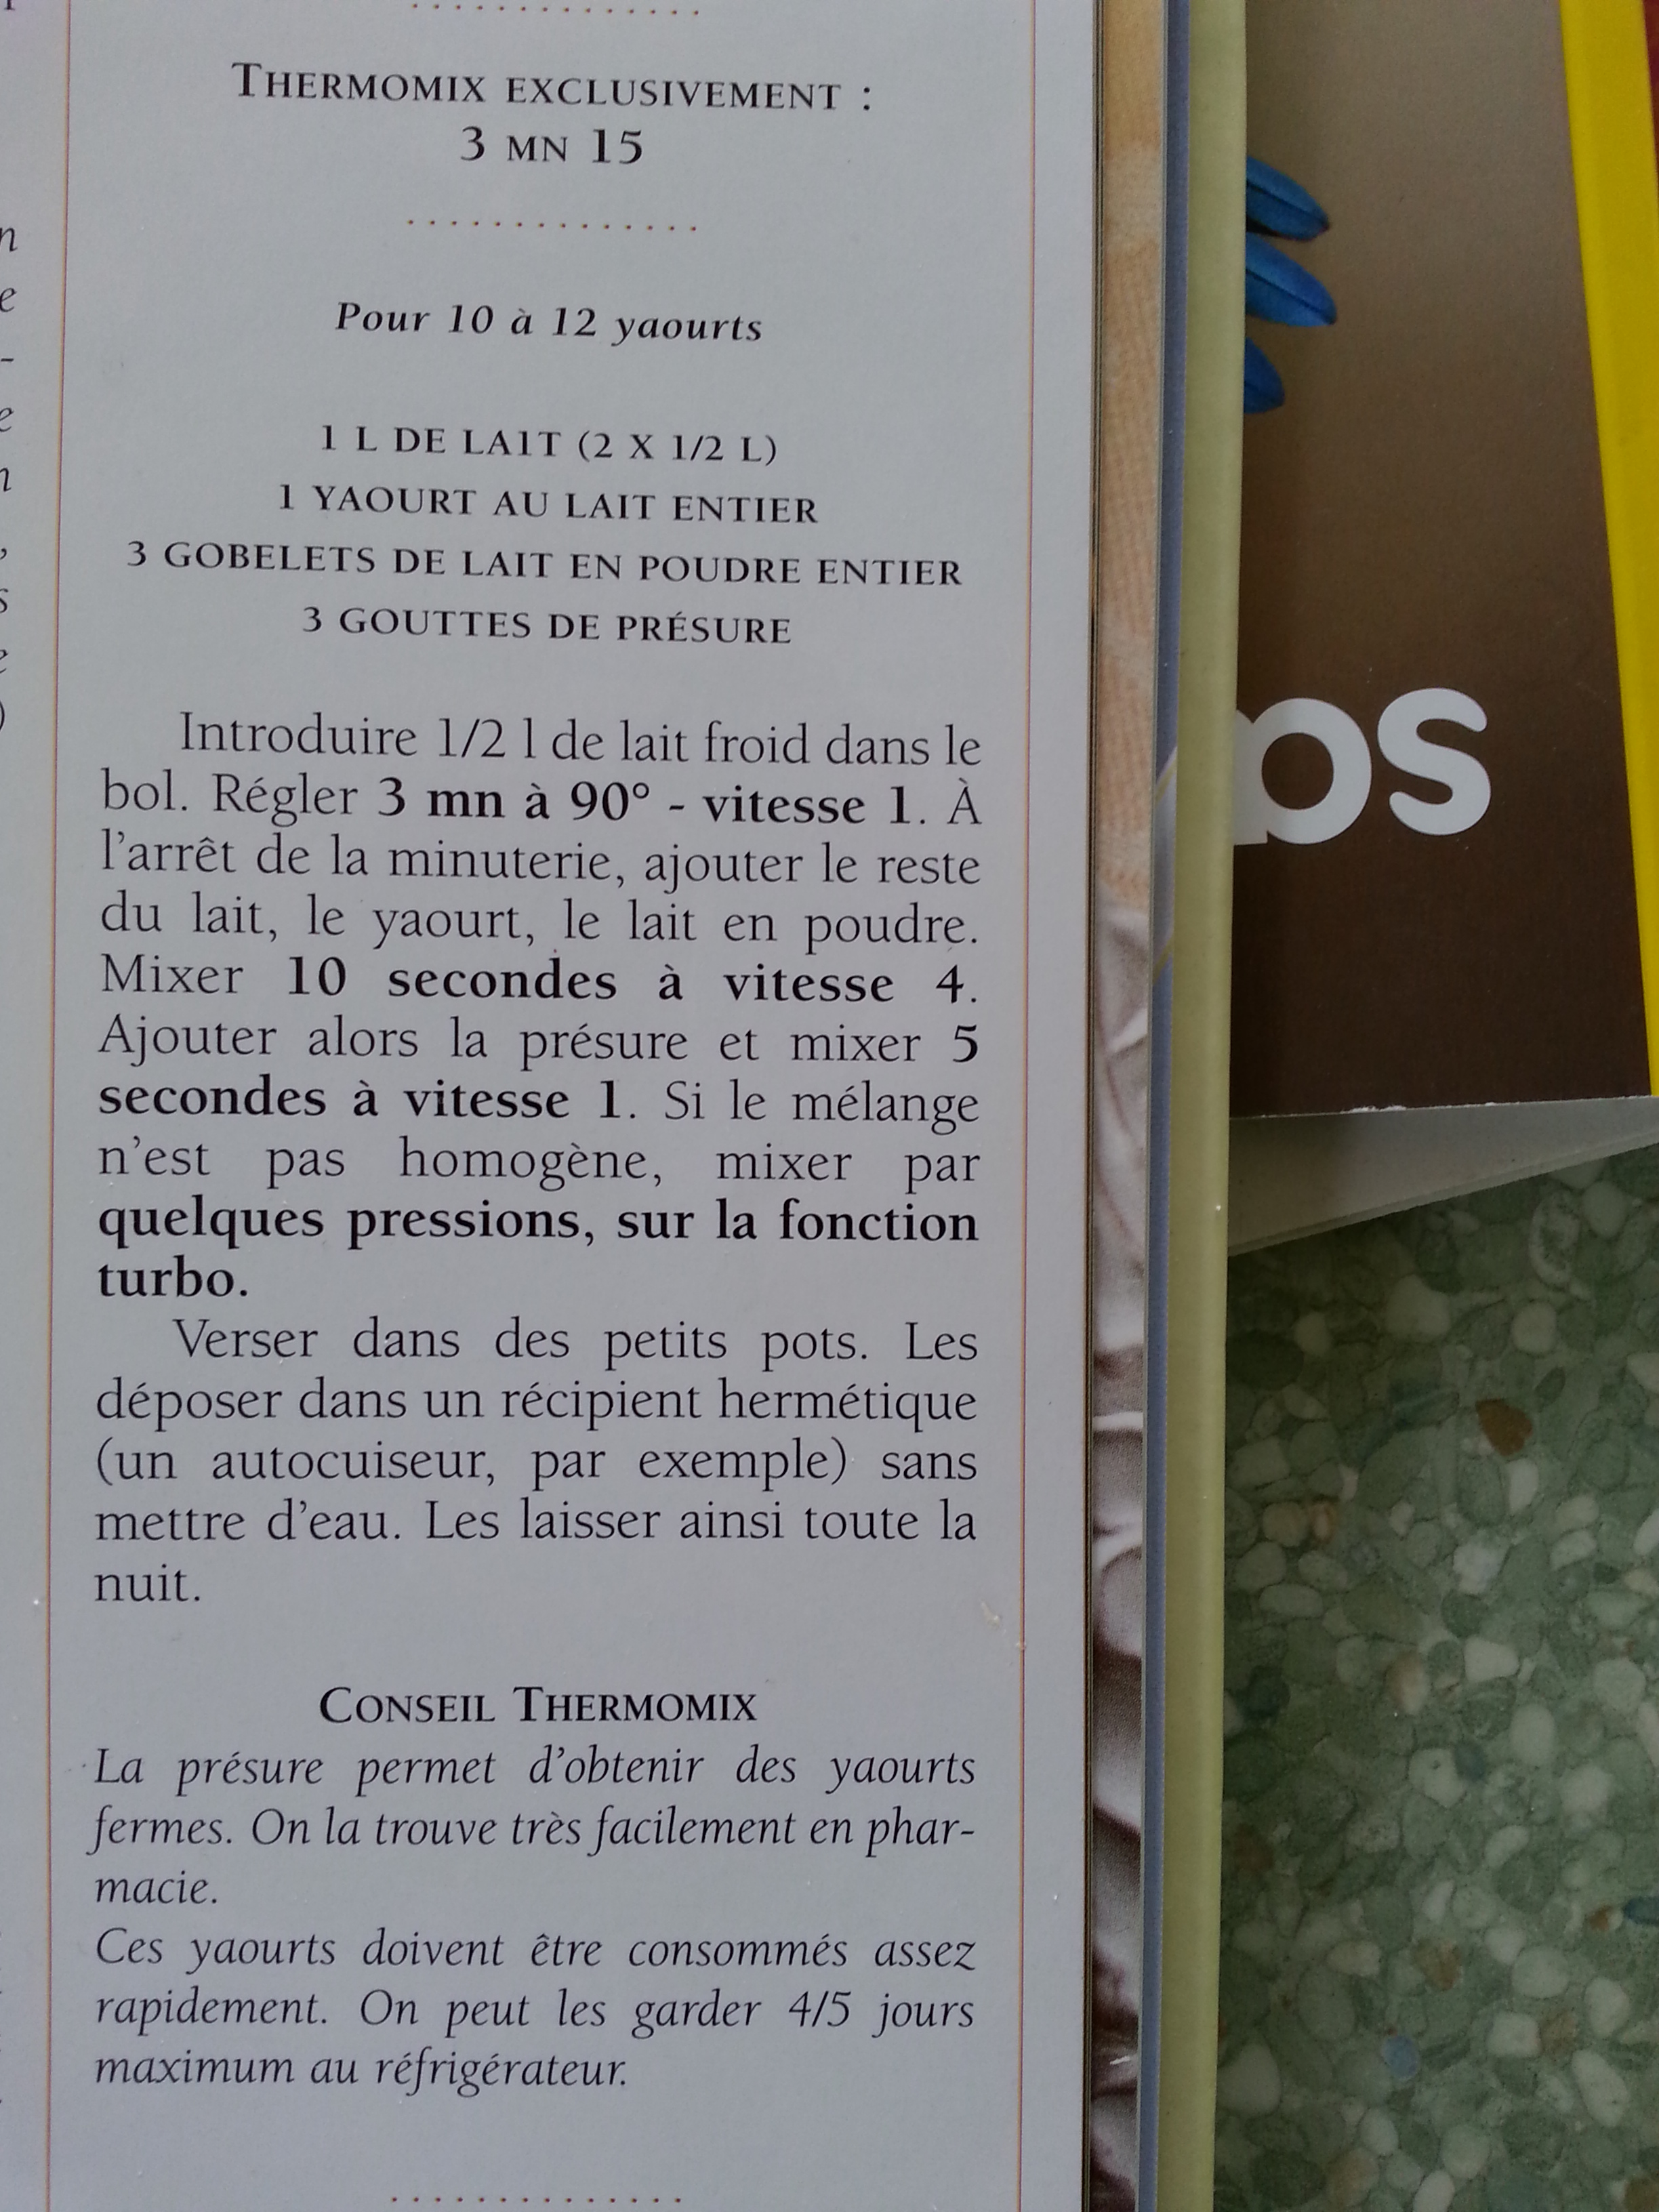 THERMOMIX EXCLUSIVEMENT :
3 MN 15
Pour 10 à 12 yaourts
1 L DE LAIT (2 X 1/2 L)
1 YAOURT AU LAIT ENTIER
3 GOBELETS DE LAIT EN POUDRE ENTIER
3 GOUTTES DE PRÉSURE
Introduire 1/2 l de lait froid dans le
bol. Régler 3 mn à 90° - vitesse 1. À
l'arrêt de la minuterie, ajouter le reste
du lait, le yaourt, le lait en poudre.
Mixer 10 secondes à vitesse 4.
Ajouter alors la présure et mixer 5
secondes à vitesse 1. Si le mélange
n'est pas homogène, mixer par
quelques pressions, sur la fonction
turbo.
Verser dans des petits pots. Les
déposer dans un récipient hermétique
(un autocuiseur, par exemple) sans
mettre d'eau. Les laisser ainsi toute la
nuit.
CONSEIL THERMOMIX
La présure permet d'obtenir des yaourts
fermes. On la trouve très facilement en phar-
macie.
Ces yaourts doivent être consommés assez
rapidement. On peut les garder 4/5 jours
maximum au réfrigérateur.